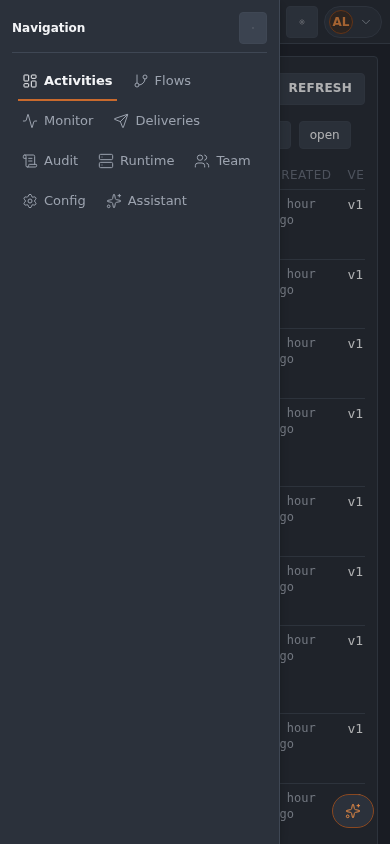 Navigation
AL
Activities
Flows
REFRESH
Monitor
Deliveries
open
Audit
Runtime
Team
REATED
VE
Config
Assistant
hour
go
v1
hour
go
v1
hour
go
v1
hour
go
v1
hour
go
v1
hour
go
v1
hour
go
v1
hour
go
v1
hour
go